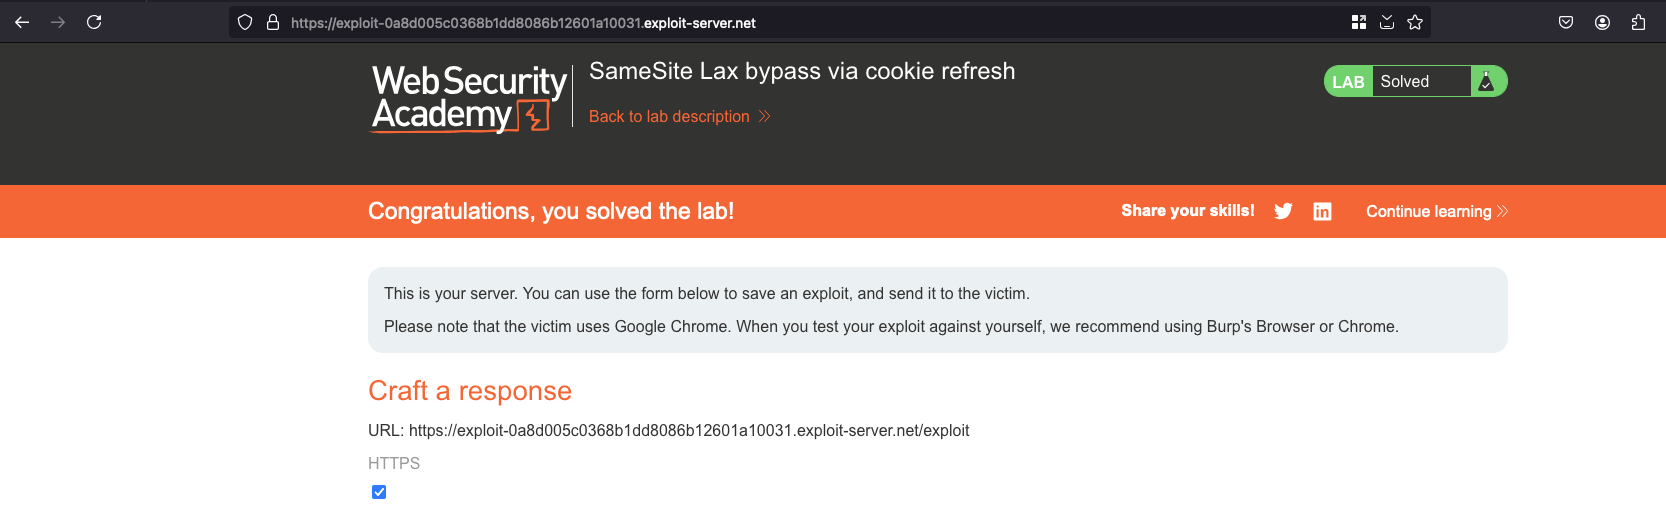 https://exploit-0a8d005c0368b1dd8086b12601a10031.exploit-server.net
WebSecurity
Academy
SameSite Lax bypass via cookie refresh
Back to lab description
LAB Solved
Congratulations, you solved the lab!
Share your skills!
Continue learning
This is your server. You can use the form below to save an exploit, and send it to the victim.
Please note that the victim uses Google Chrome. When you test your exploit against yourself, we recommend using Burp's Browser or Chrome.
Craft a response
URL: https://exploit-0a8d005c0368b1dd8086b12601a10031.exploit-server.net/exploit
HTTPS